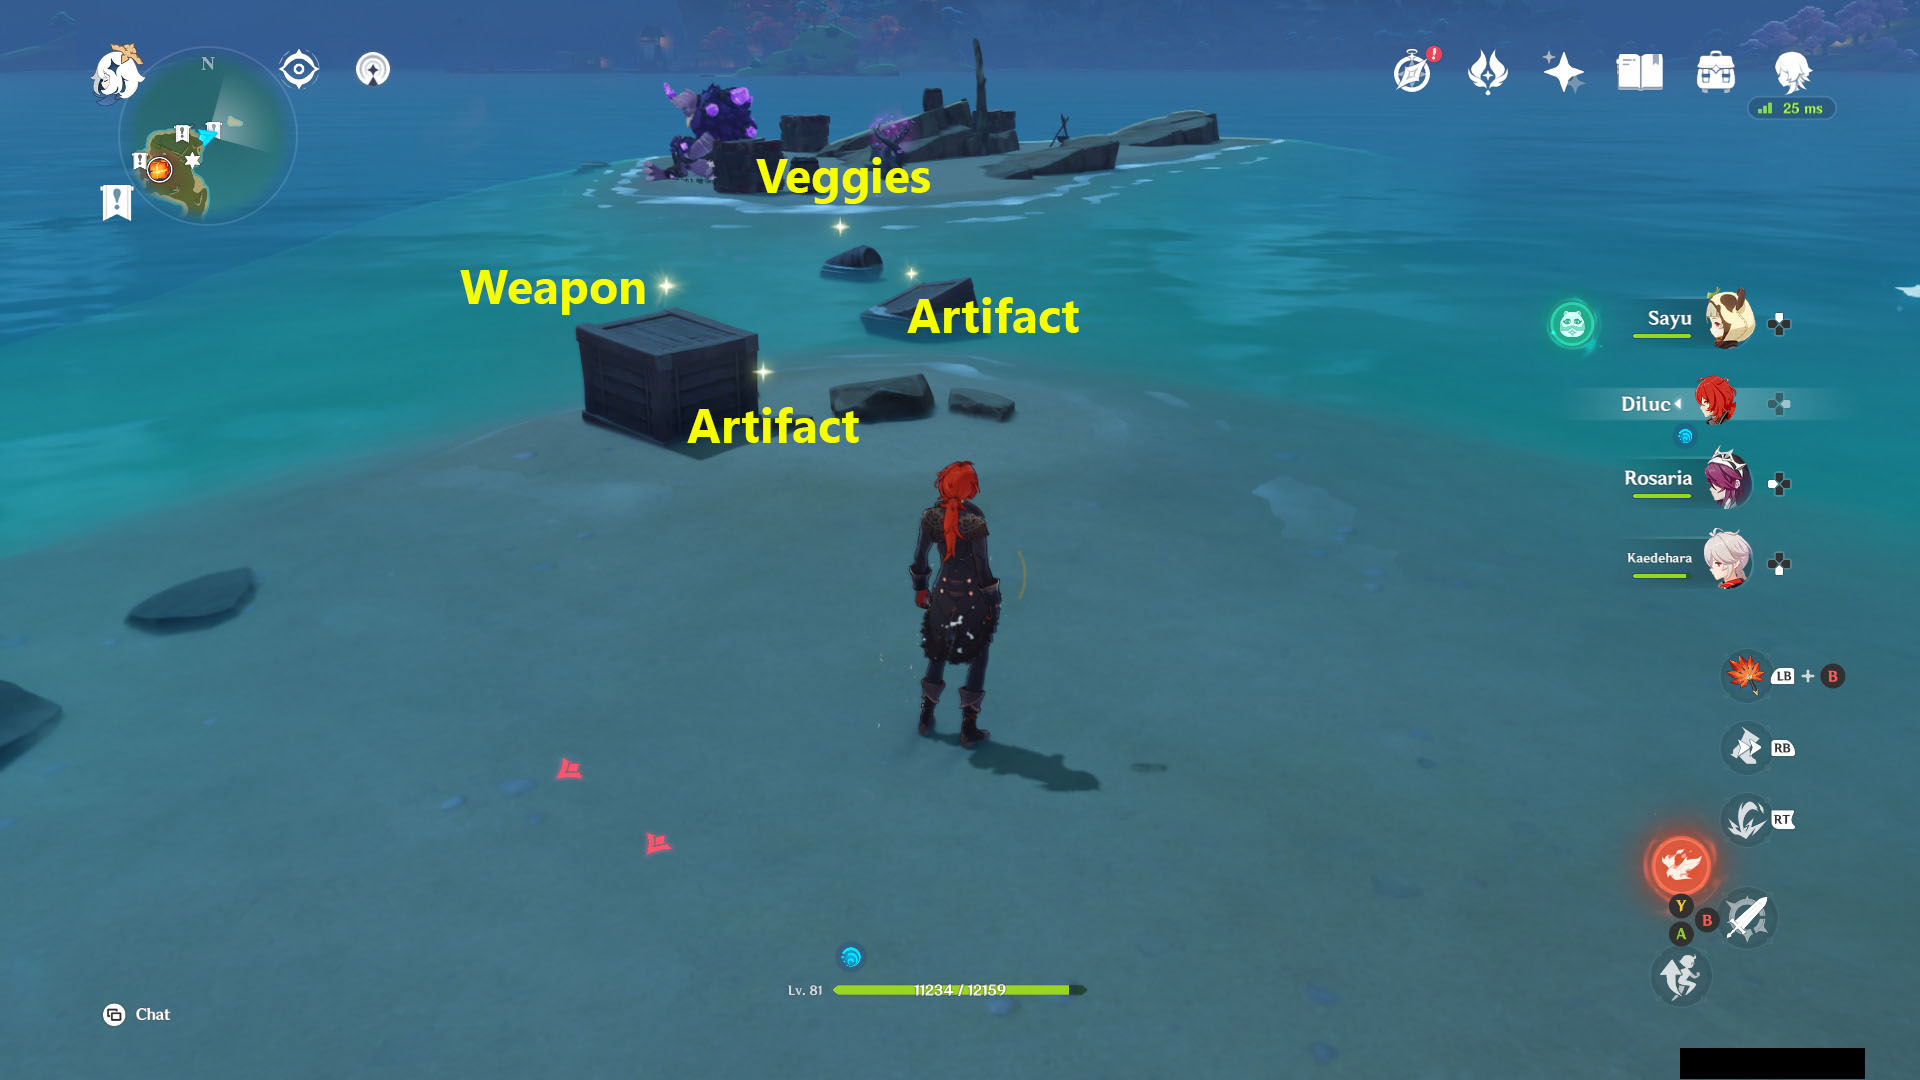 N
25 ms
Veggies
Weapon
Artifact
Artifact
Sayu
Diluc
Rosaria
Kaedehara
LB + B
RB
RT
Y
B
A
Lv. 81
11234 / 12159
Chat